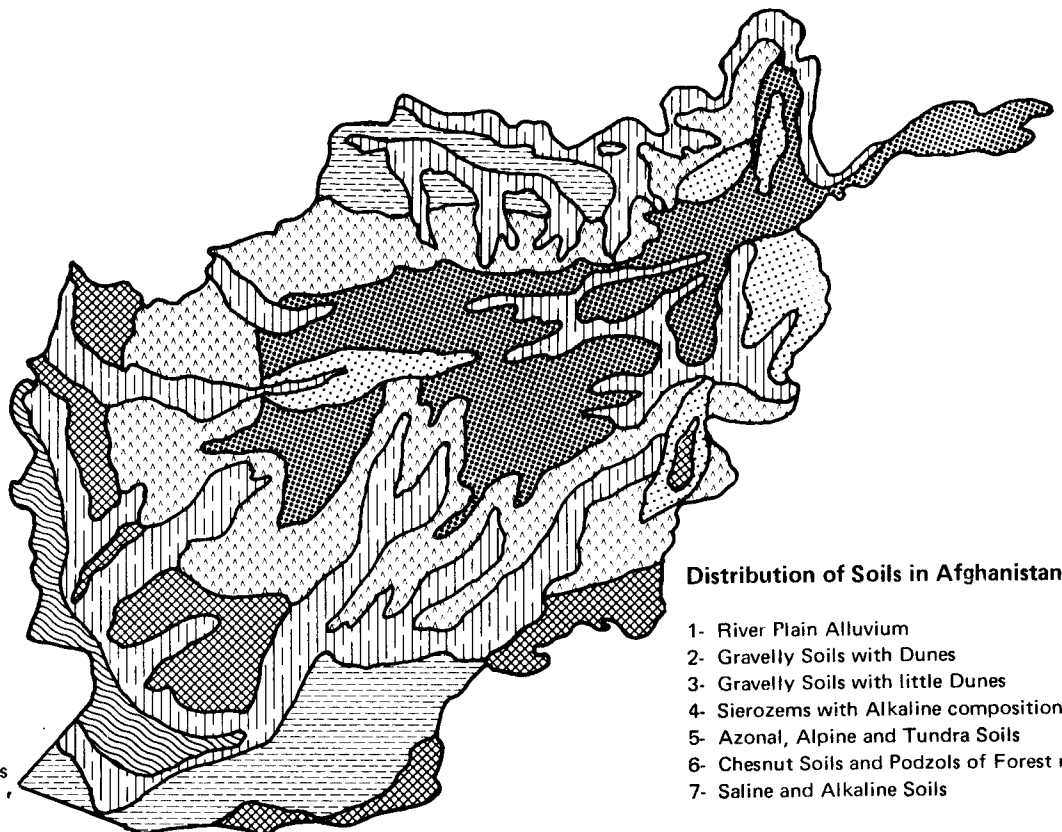 Distribution of Soils in Afghanistan
1- River Plain Alluvium
2- Gravelly Soils with Dunes
3- Gravelly Soils with little Dunes
4- Sierozems with Alkaline composition
5- Azonal, Alpine and Tundra Soils
6- Chesnut Soils and Podzols of Forest
7- Saline and Alkaline Soils